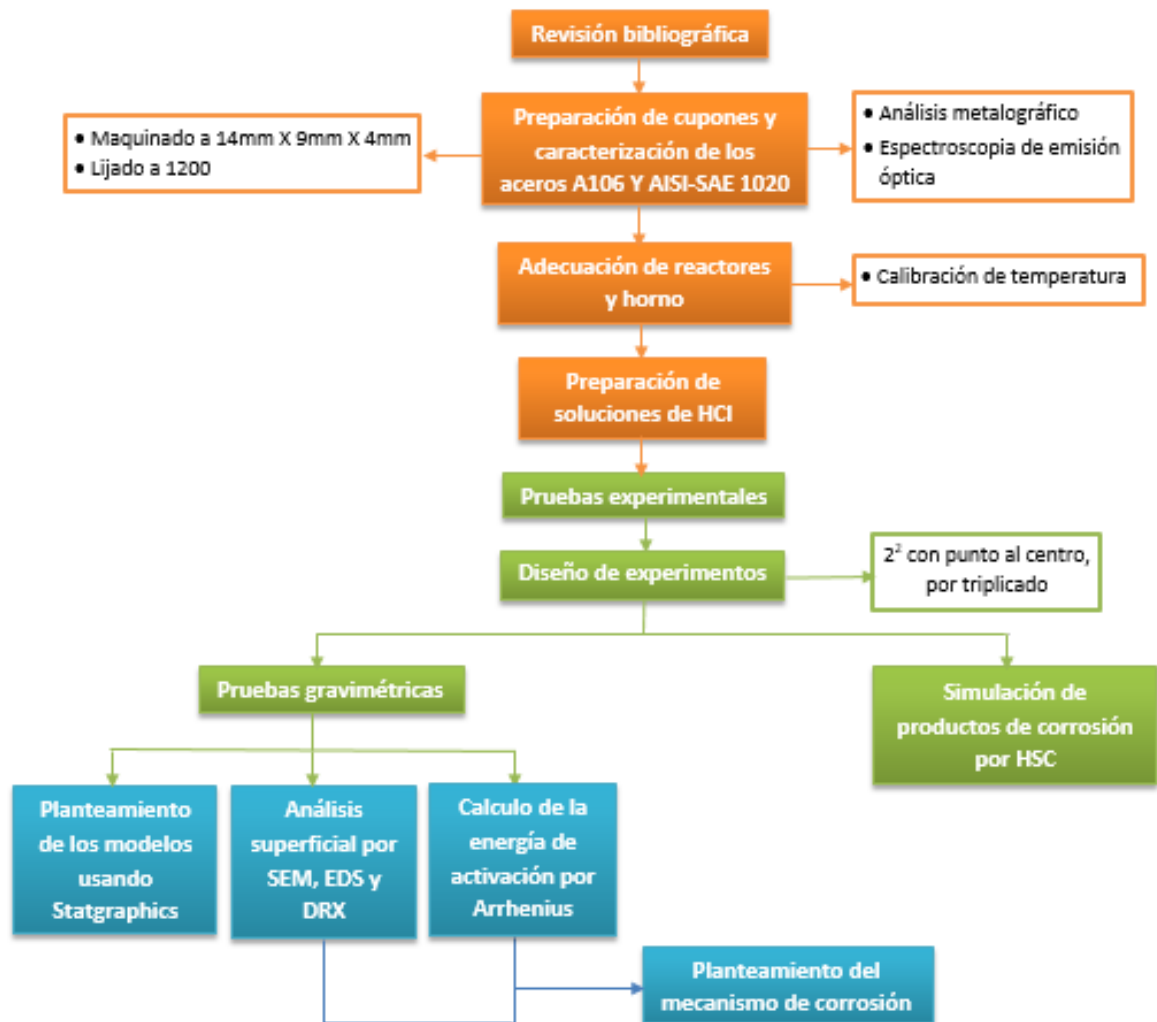 Revisión bibliográfica
Preparación de cupones y
caracterización de los
aceros A106 Y AISI-SAE 1020
• Maquinado a 14mm X 9mm X 4mm
• Lijado a 1200
• Análisis metalográfico
• Espectroscopia de emisión
óptica
Adecuación de reactores
y horno
• Calibración de temperatura
Preparación de
soluciones de HCl
Pruebas experimentales
Diseño de experimentos
2² con punto al centro,
por triplicado
Pruebas gravimétricas
Simulación de
productos de corrosión
por HSC
Planteamiento
de los modelos
usando
Statgraphics
Análisis
superficial por
SEM, EDS y
DRX
Calculo de la
energía de
activación por
Arrhenius
Planteamiento del
mecanismo de corrosión